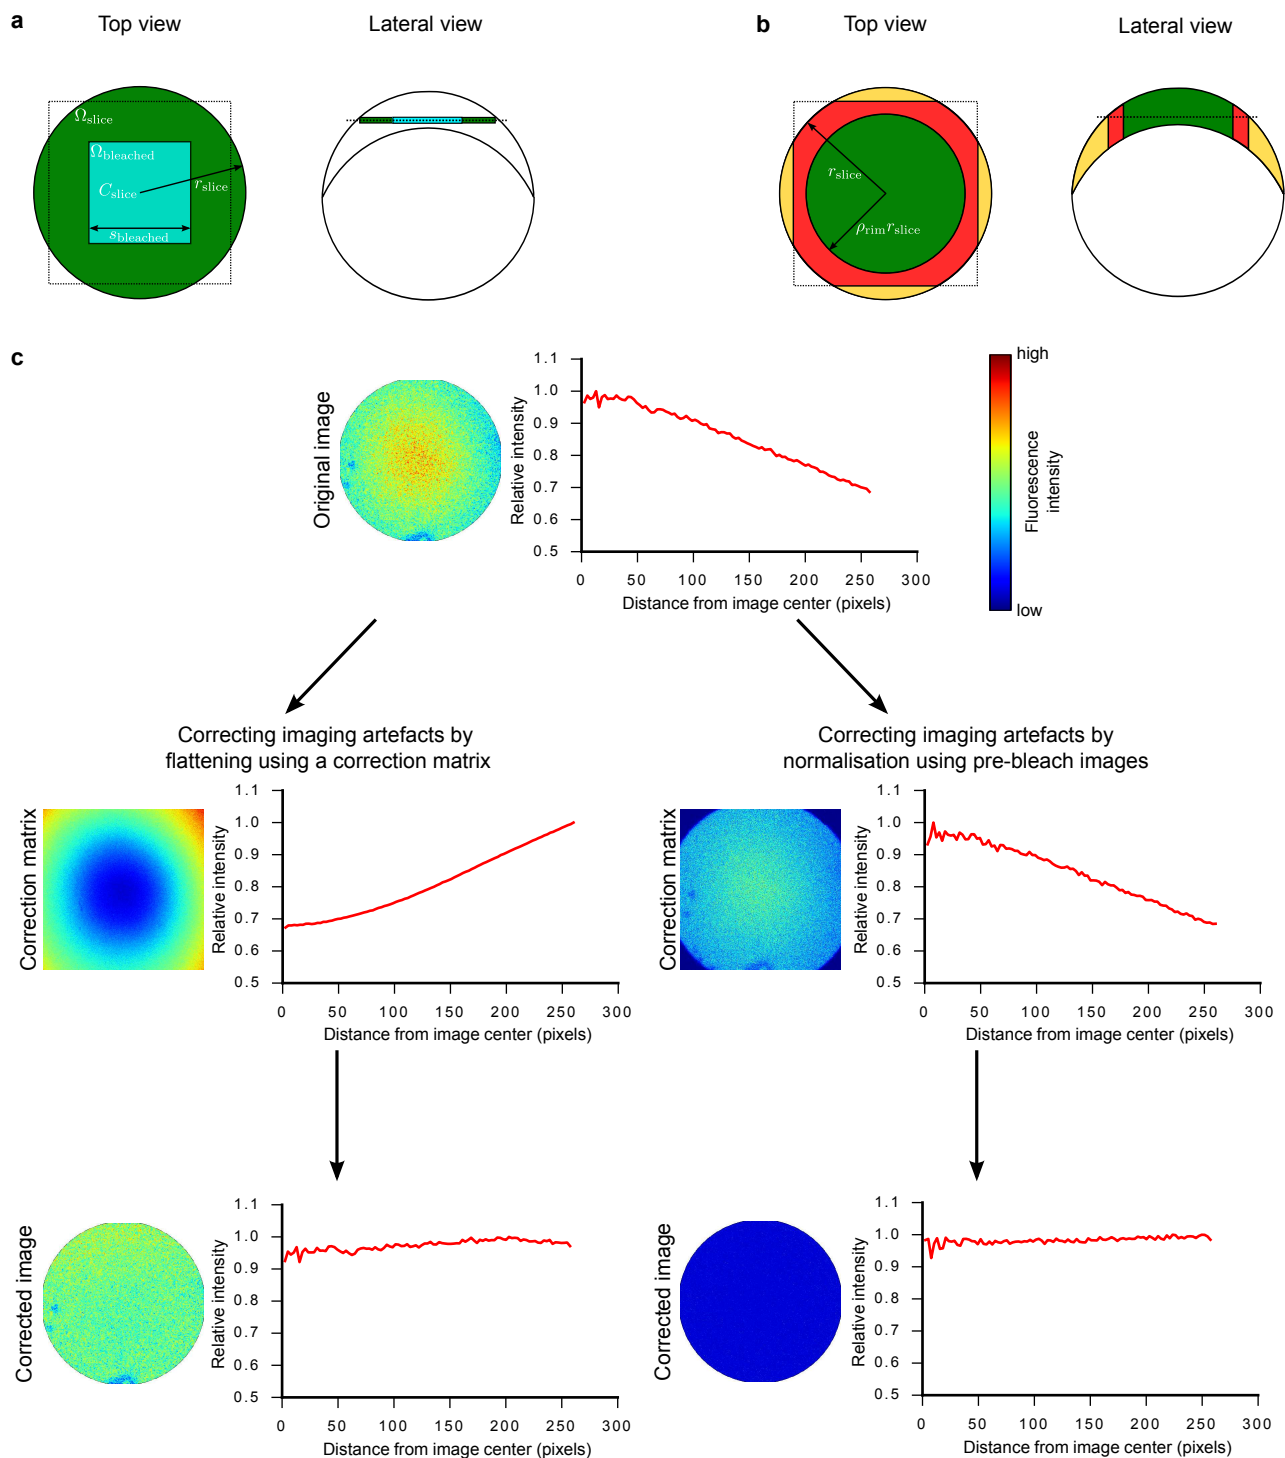 a
Top view
Lateral view
Ωslice
Ωbleached
Cslice
rslice
sbleached
b
Top view
Lateral view
rslice
ρrimrslice
c
Original image
Relative intensity
1.1
1.0
0.9
0.8
0.7
0.6
0.5
0 50 100 150 200 250 300
Distance from image center (pixels)
high
Fluorescence
intensity
low
Correcting imaging artefacts by
flattening using a correction matrix
Correction matrix
Relative intensity
1.1
1.0
0.9
0.8
0.7
0.6
0.5
0 50 100 150 200 250 300
Distance from image center (pixels)
Correcting imaging artefacts by
normalisation using pre-bleach images
Correction matrix
Relative intensity
1.1
1.0
0.9
0.8
0.7
0.6
0.5
0 50 100 150 200 250 300
Distance from image center (pixels)
Corrected image
Relative intensity
1.1
1.0
0.9
0.8
0.7
0.6
0.5
0 50 100 150 200 250 300
Distance from image center (pixels)
Corrected image
Relative intensity
1.1
1.0
0.9
0.8
0.7
0.6
0.5
0 50 100 150 200 250 300
Distance from image center (pixels)